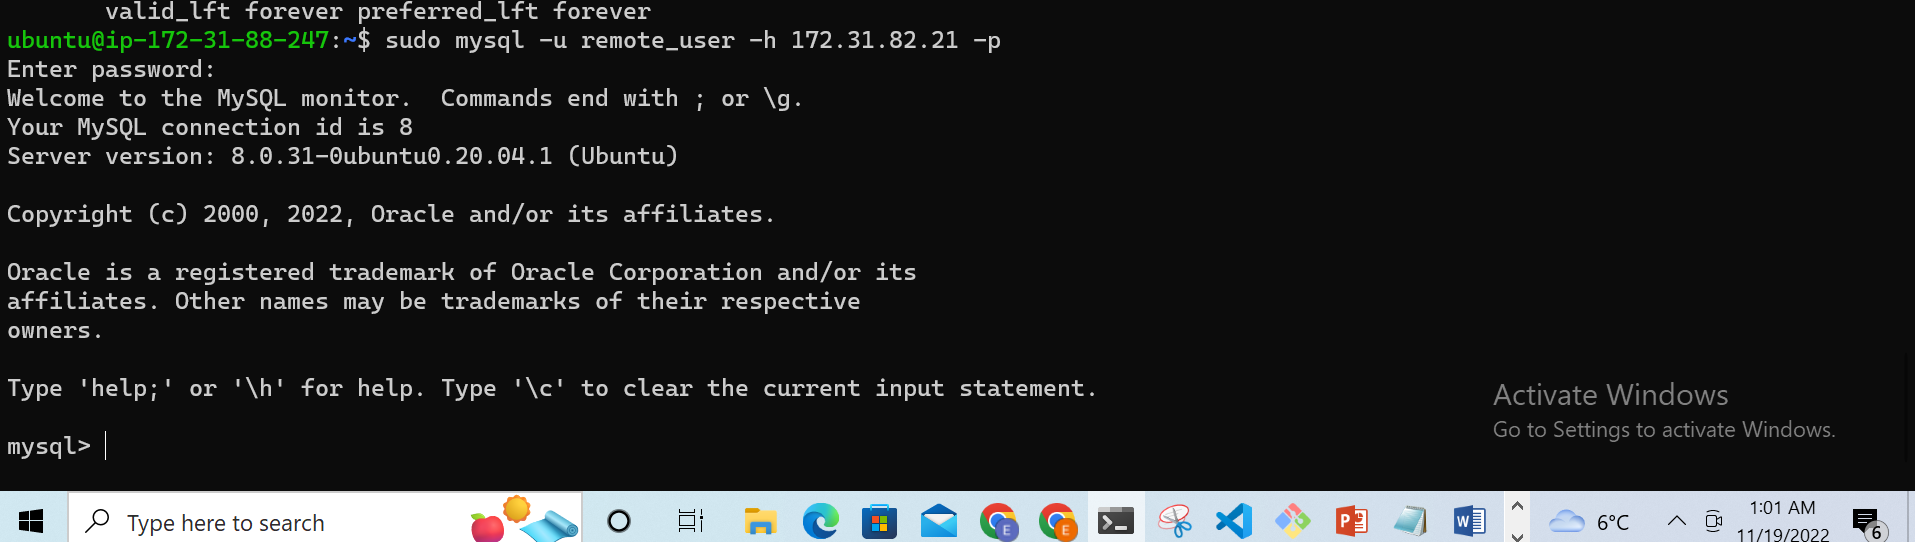 valid_lft forever preferred_lft forever
ubuntu@ip-172-31-88-247:~$ sudo mysql -u remote_user -h 172.31.82.21 -p
Enter password:
Welcome to the MySQL monitor.  Commands end with ; or \g.
Your MySQL connection id is 8
Server version: 8.0.31-0ubuntu0.20.04.1 (Ubuntu)
Copyright (c) 2000, 2022, Oracle and/or its affiliates.
Oracle is a registered trademark of Oracle Corporation and/or its
affiliates. Other names may be trademarks of their respective
owners.
Type 'help;' or '\h' for help. Type '\c' to clear the current input statement.
mysql>
Activate Windows
Go to Settings to activate Windows.
Type here to search
E
E
6°C
1:01 AM
11/19/2022
6